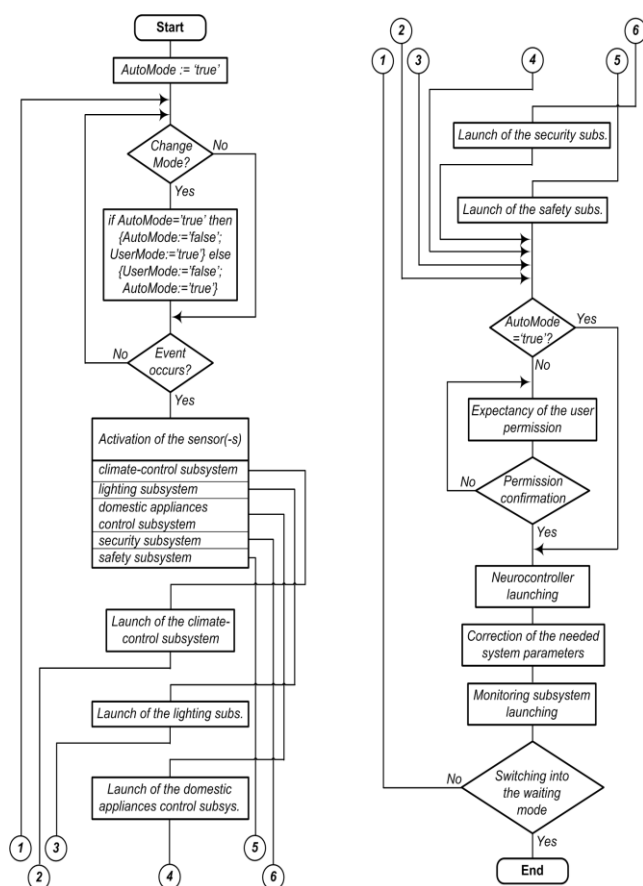 Start
AutoMode := 'true'
Change
Mode?
No
Yes
if AutoMode='true' then
{AutoMode:='false';
UserMode:='true'} else
{UserMode:='false';
AutoMode:='true'}
No
Event
occurs?
Yes
Activation of the sensor(-s)
climate-control subsystem
lighting subsystem
domestic appliances
control subsystem
security subsystem
safety subsystem
Launch of the climate-
control subsystem
Launch of the lighting subs.
Launch of the domestic
appliances control subsys.
1
2
3
4
5
6
1
2
3
4
5
6
Launch of the security subs.
Launch of the safety subs.
AutoMode
='true'?
Yes
No
Expectancy of the user
permission
No
Permission
confirmation
Yes
Neurocontroller
launching
Correction of the needed
system parameters
Monitoring subsystem
launching
No
Switching into
the waiting
mode
Yes
End